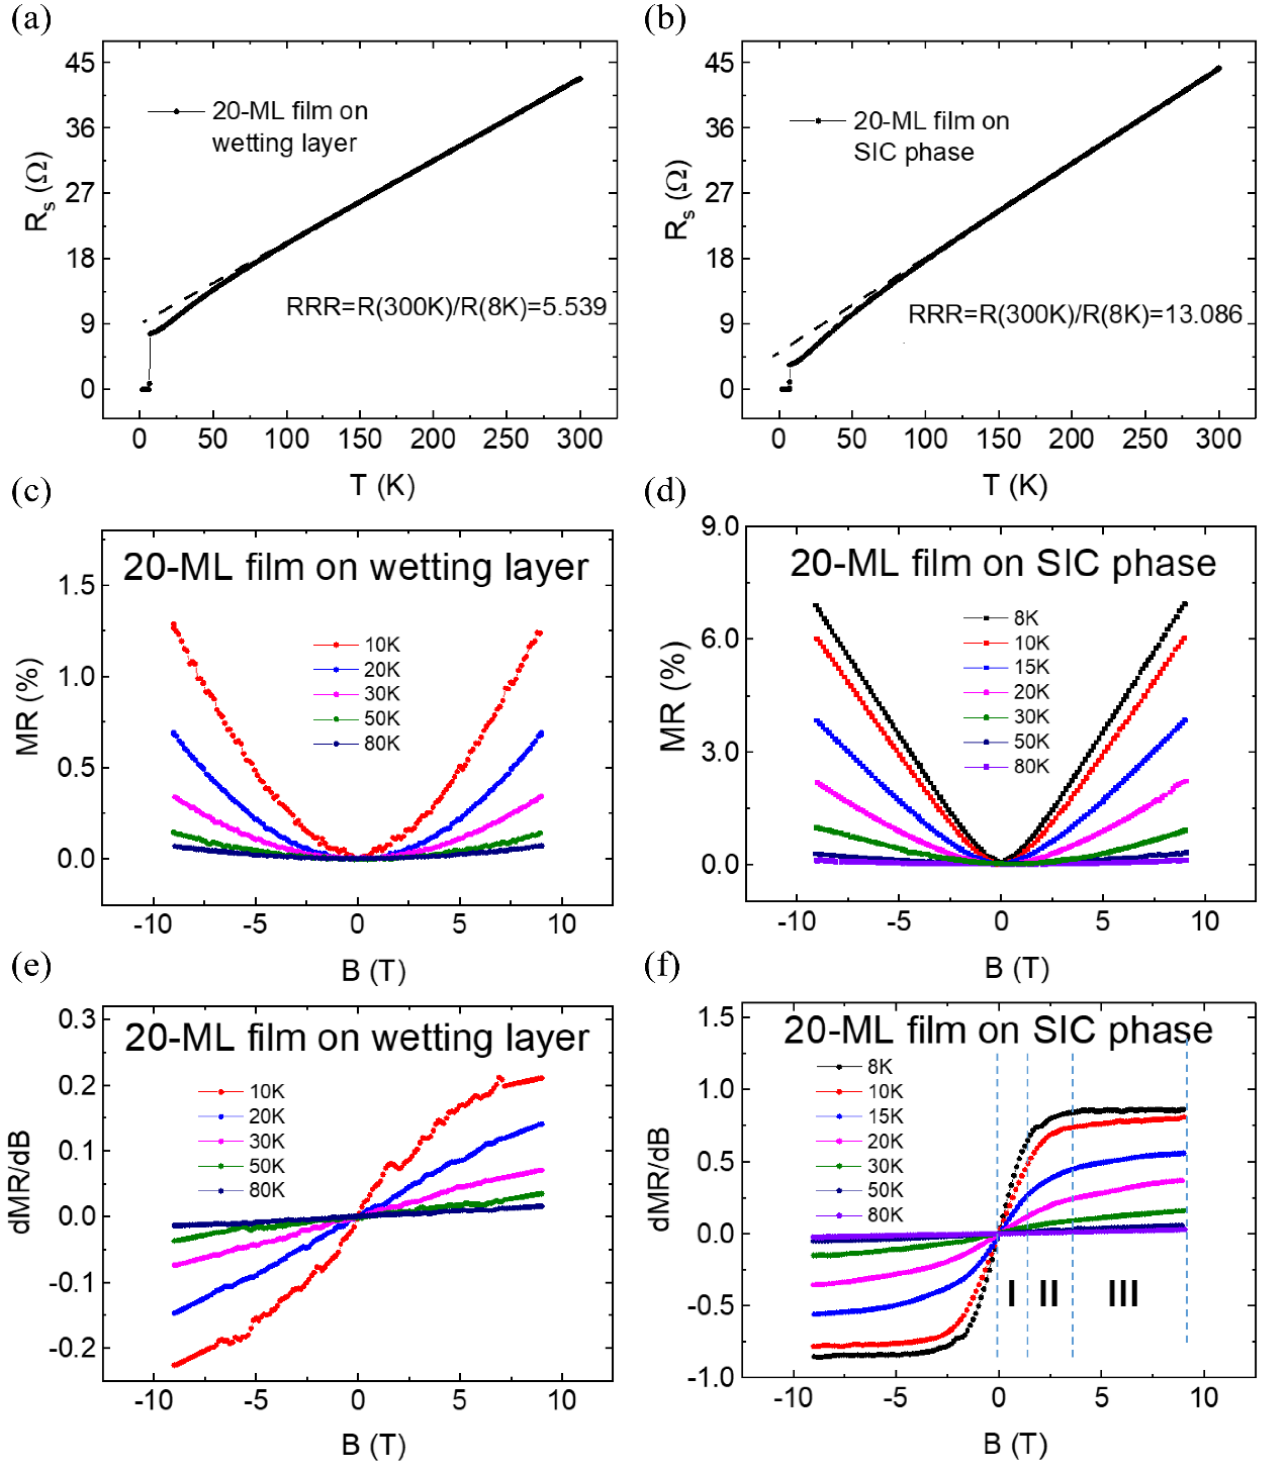 (a)
45
36
27
18
9
0
R_s (Ω)
20-ML film on
wetting layer
RRR=R(300K)/R(8K)=5.539
0 50 100 150 200 250 300
T (K)
(b)
45
36
27
18
9
0
R_s (Ω)
20-ML film on
SIC phase
RRR=R(300K)/R(8K)=13.086
0 50 100 150 200 250 300
T (K)
(c)
20-ML film on wetting layer
1.5
1.0
0.5
0.0
MR (%)
10K
20K
30K
50K
80K
-10 -5 0 5 10
B (T)
(d)
20-ML film on SIC phase
9.0
6.0
3.0
0.0
MR (%)
8K
10K
15K
20K
30K
50K
80K
-10 -5 0 5 10
B (T)
(e)
20-ML film on wetting layer
0.3
0.2
0.1
0.0
-0.1
-0.2
dMR/dB
10K
20K
30K
50K
80K
-10 -5 0 5 10
B (T)
(f)
20-ML film on SIC phase
1.5
1.0
0.5
0.0
-0.5
-1.0
dMR/dB
8K
10K
15K
20K
30K
50K
80K
I II III
-10 -5 0 5 10
B (T)